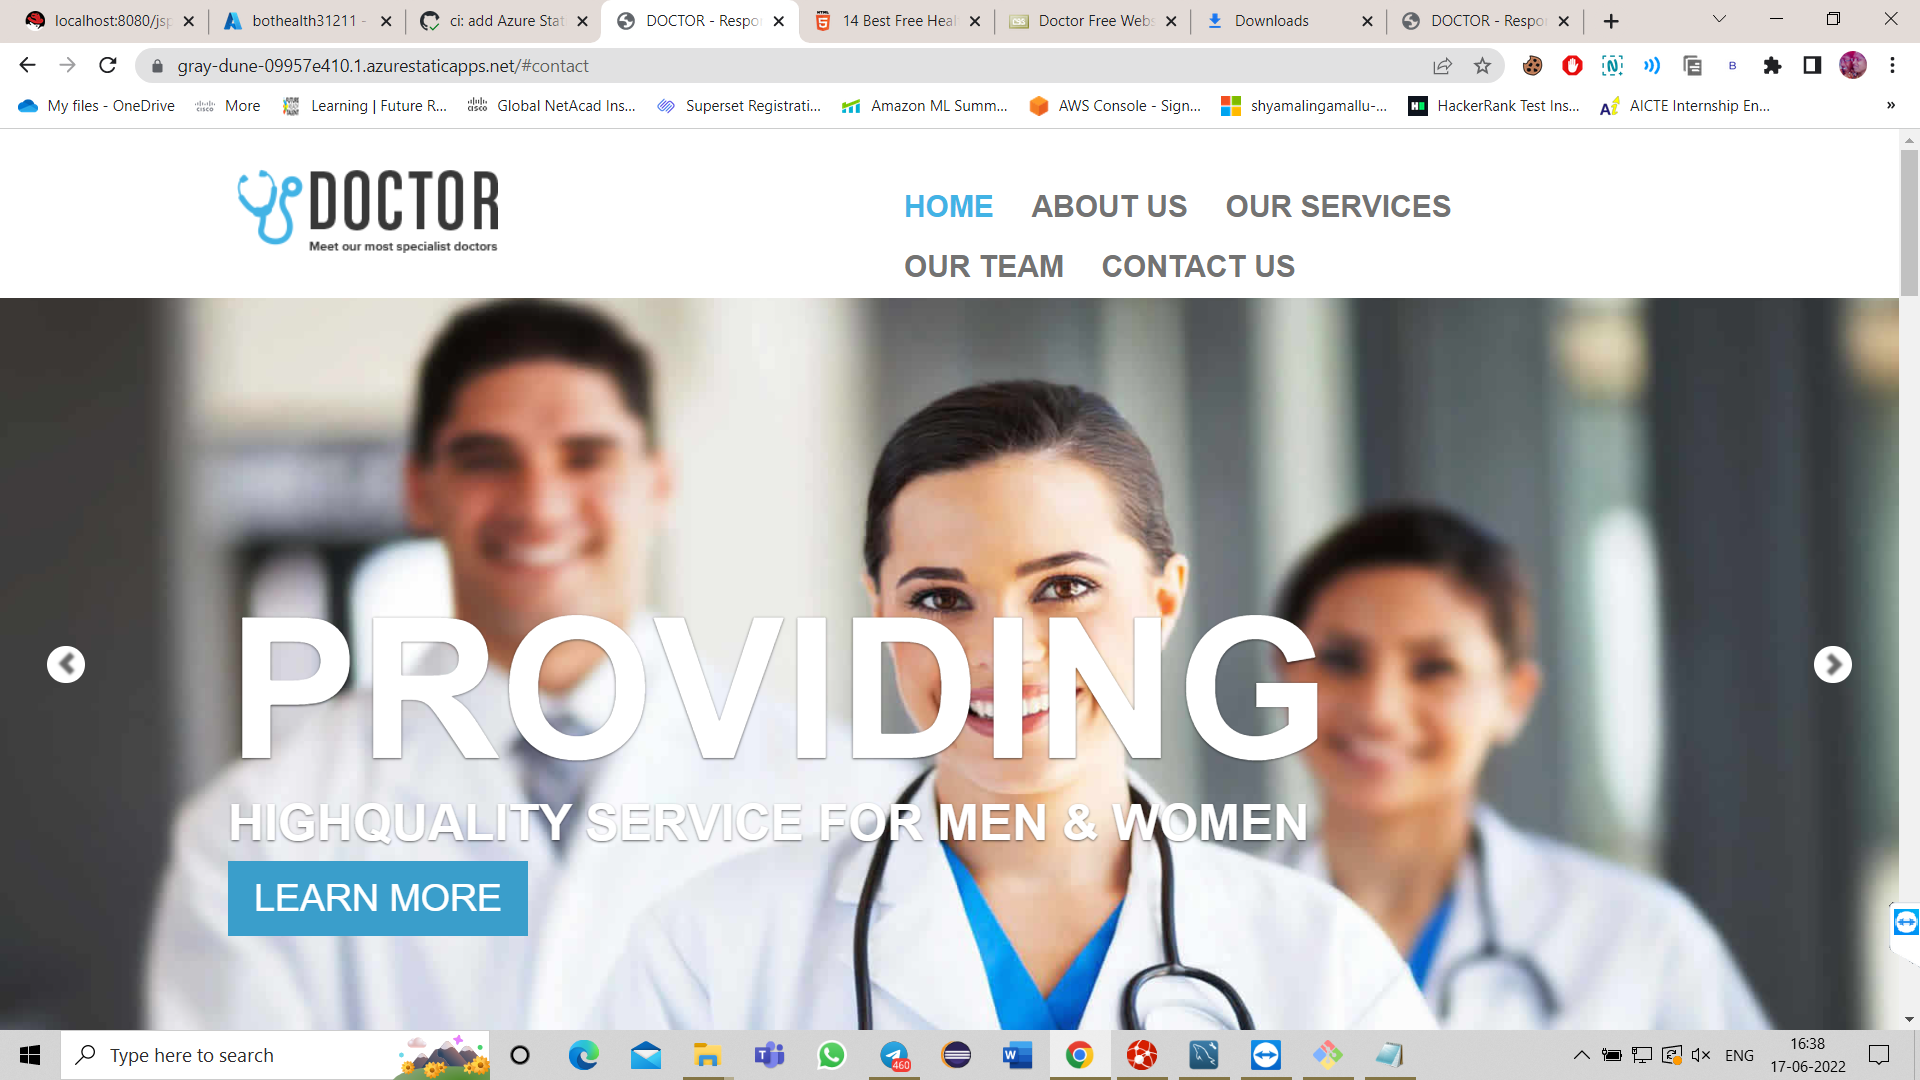 localhost:8080/jsp
bothealth31211 -
ci: add Azure Stat
DOCTOR - Respo
14 Best Free Heal
Doctor Free Webs
Downloads
DOCTOR - Respo
gray-dune-09957e410.1.azurestaticapps.net/#contact
My files - OneDrive
More
Learning | Future R...
Global NetAcad Ins...
Superset Registrati...
Amazon ML Summ...
AWS Console - Sign...
shyamalingamallu-...
HackerRank Test Ins...
AICTE Internship En...
»
DOCTOR
Meet our most specialist doctors
HOME ABOUT US OUR SERVICES
OUR TEAM CONTACT US
PROVIDING
HIGHQUALITY SERVICE FOR MEN & WOMEN
LEARN MORE
Type here to search
460
ENG
16:38
17-06-2022